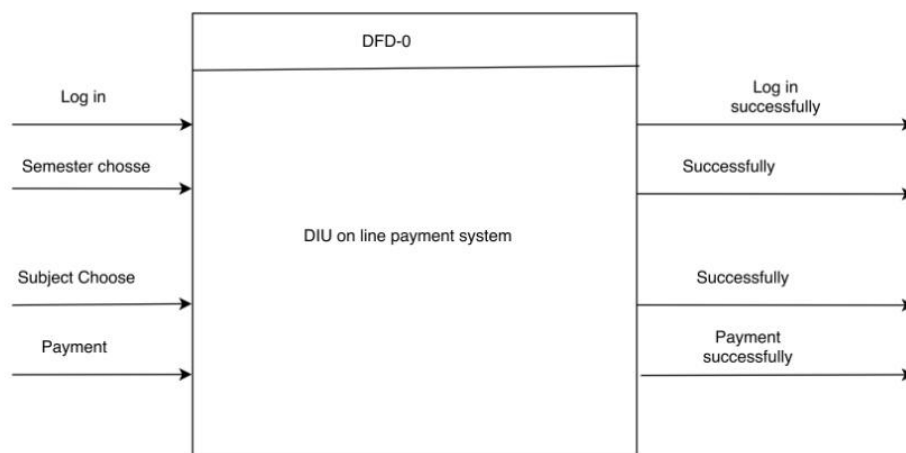 DFD-0
Log in
Log in
successfully
Semester chosse
Successfully
DIU on line payment system
Subject Choose
Successfully
Payment
Payment
successfully